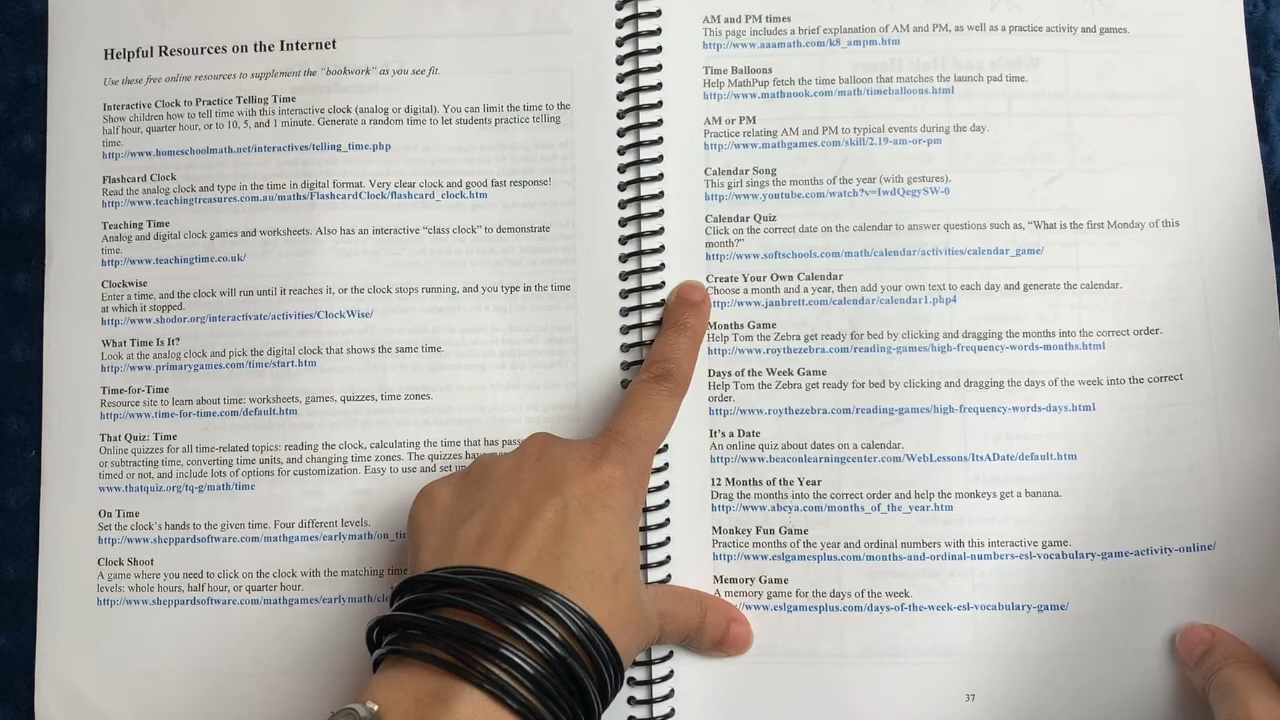 Helpful Resources on the Internet
Use these free online resources to supplement the "bookwork" as you see fit.
Interactive Clock to Practice Telling Time
Show children how to tell time with this interactive clock (analog or digital). You can limit the time to the
half hour, quarter hour, or to 10, 5, and 1 minute. Generate a random time to let students practice telling
time.
http://www.homeschoolmath.net/interactives/telling_time.php
Flashcard Clock
Read the analog clock and type in the time in digital format. Very clear clock and good fast response!
http://www.teachingtreasures.com.au/maths/FlashcardClock/flashcard_clock.htm
Teaching Time
Analog and digital clock games and worksheets. Also has an interactive "class clock" to demonstrate
time.
http://www.teachingtime.co.uk/
Clockwise
Enter a time, and the clock will run until it reaches it, or the clock stops running, and you type in the time
at which it stopped.
http://www.shodor.org/interactivate/activities/ClockWise/
What Time Is It?
Look at the analog clock and pick the digital clock that shows the same time.
http://www.primarygames.com/time/start.htm
Time-for-Time
Resource site to learn about time: worksheets, games, quizzes, time zones.
http://www.time-for-time.com/default.htm
That Quiz: Time
Online quizzes for all time-related topics: reading the clock, calculating the time that has
or subtracting time, converting time units, and changing time zones. The quizzes
timed or not, and include lots of options for customization. Easy to use and set
www.thatquiz.org/tq-g/math/time
On Time
Set the clock's hands to the given time. Four different levels.
http://www.sheppardsoftware.com/mathgames/earlymath/on_
Clock Shoot
A game where you need to click on the clock with the matching time
levels: whole hours, half hour, or quarter hour.
http://www.sheppardsoftware.com/mathgames/earlymath/
AM and PM times
This page includes a brief explanation of AM and PM, as well as a practice activity and games.
http://www.aaamath.com/k8_ampm.htm
Time Balloons
Help MathPup fetch the time balloon that matches the launch pad time.
http://www.mathnook.com/math/timeballoons.html
AM or PM
Practice relating AM and PM to typical events during the day.
http://www.mathgames.com/skill/2.19-am-or-pm
Calendar Song
This girl sings the months of the year (with gestures).
http://www.youtube.com/watch?v=IwdQegySW-0
Calendar Quiz
Click on the correct date on the calendar to answer questions such as, "What is the first Monday of this
month?"
http://www.softschools.com/math/calendar/activities/calendar_game/
Create Your Own Calendar
Choose a month and a year, then add your own text to each day and generate the calendar.
http://www.janbrett.com/calendar/calendar1.php4
Months Game
Help Tom the Zebra get ready for bed by clicking and dragging the months into the correct order.
http://www.roythezebra.com/reading-games/high-frequency-words-months.html
Days of the Week Game
Help Tom the Zebra get ready for bed by clicking and dragging the days of the week into the correct
order.
http://www.roythezebra.com/reading-games/high-frequency-words-days.html
It's a Date
An online quiz about dates on a calendar.
http://www.beaconlearningcenter.com/WebLessons/ItsADate/default.htm
12 Months of the Year
Drag the months into the correct order and help the monkeys get a banana.
http://www.abcya.com/months_of_the_year.htm
Monkey Fun Game
Practice months of the year and ordinal numbers with this interactive game.
http://www.eslgamesplus.com/months-and-ordinal-numbers-esl-vocabulary-game-activity-online/
Memory Game
A memory game for the days of the week.
//www.eslgamesplus.com/days-of-the-week-esl-vocabulary-game/
37